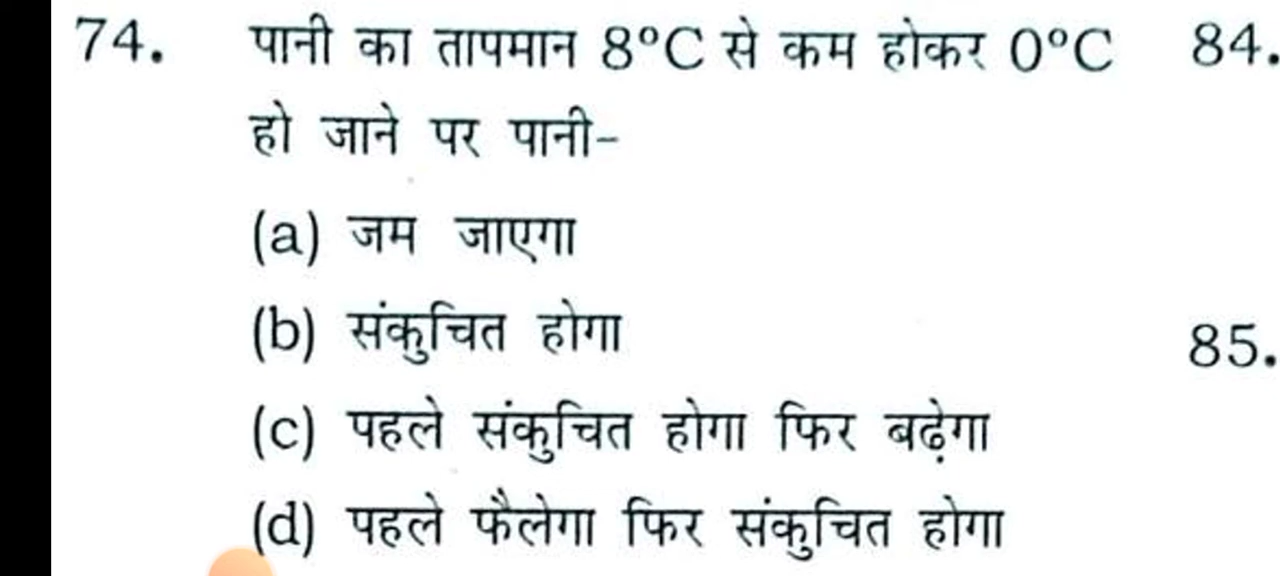 74. पानी का तापमान 8°C से कम होकर 0°C 84.
हो जाने पर पानी-
(a) जम जाएगा
(b) संकुचित होगा
85.
(c) पहले संकुचित होगा फिर बढ़ेगा
(d) पहले फैलेगा फिर संकुचित होगा